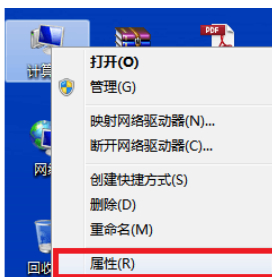 PDF
计算
打开(O)
管理(G)
映射网络驱动器(N)...
断开网络驱动器(C)...
网
创建快捷方式(S)
删除(D)
重命名(M)
回收
属性(R)